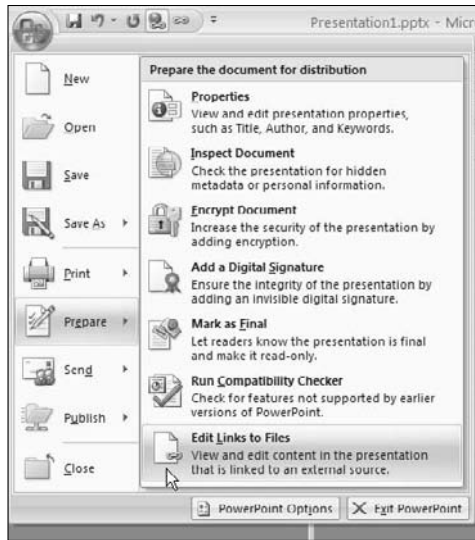 Presentation1.pptx - Micr
New
Open
Save
Save As
Print
Prepare
Send
Publish
Close
Prepare the document for distribution
Properties
View and edit presentation properties,
such as Title, Author, and Keywords.
Inspect Document
Check the presentation for hidden
metadata or personal information.
Encrypt Document
Increase the security of the presentation by
adding encryption.
Add a Digital Signature
Ensure the integrity of the presentation by
adding an invisible digital signature.
Mark as Final
Let readers know the presentation is final
and make it read-only.
Run Compatibility Checker
Check for features not supported by earlier
versions of PowerPoint.
Edit Links to Files
View and edit content in the presentation
that is linked to an external source.
PowerPoint Options
Exit PowerPoint